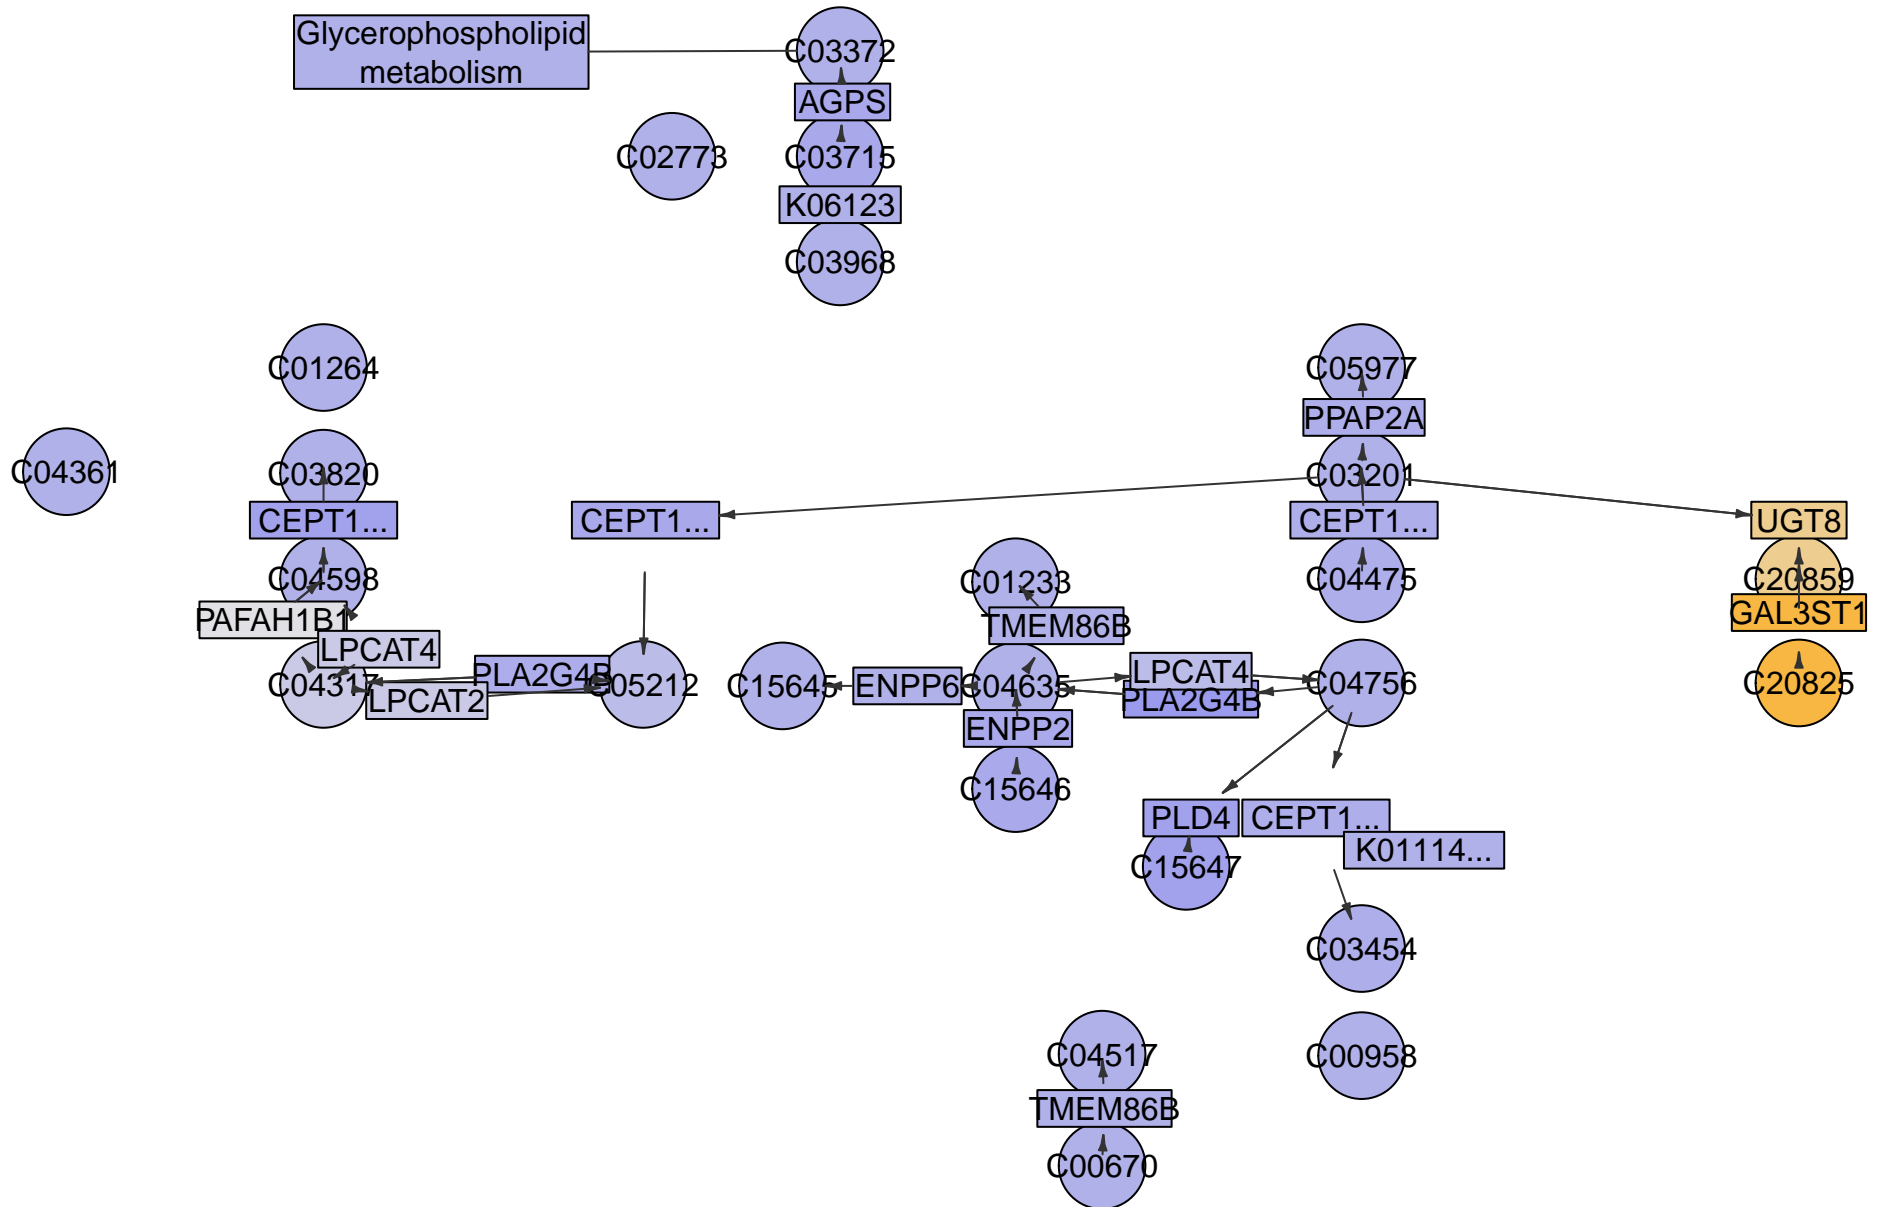 Glycerophospholipid
metabolism
C03372
AGPS
C02773
C03715
K06123
C03968
C01264
C05977
PPAP2A
C04361
C03820
C03201
CEPT1...
CEPT1...
CEPT1...
UGT8
C04598
C01233
C04475
C20859
PAFAH1B1
TMEM86B
GAL3ST1
LPCAT4
C04317
PLA2G4B
LPCAT2
C05212
C15645
ENPP6
C04635
LPCAT4
PLA2G4B
C04756
C20825
ENPP2
C15646
PLD4
CEPT1...
K01114...
C15647
C03454
C04517
C00958
TMEM86B
C00670